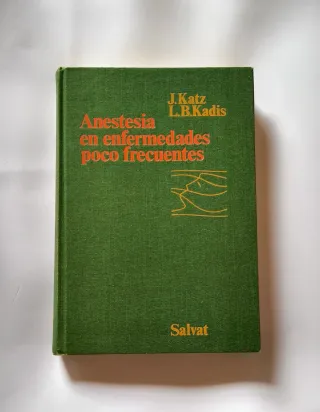 J.Katz
L.B.Kadis
Anestesia
en enfermedades
poco frecuentes
Salvat